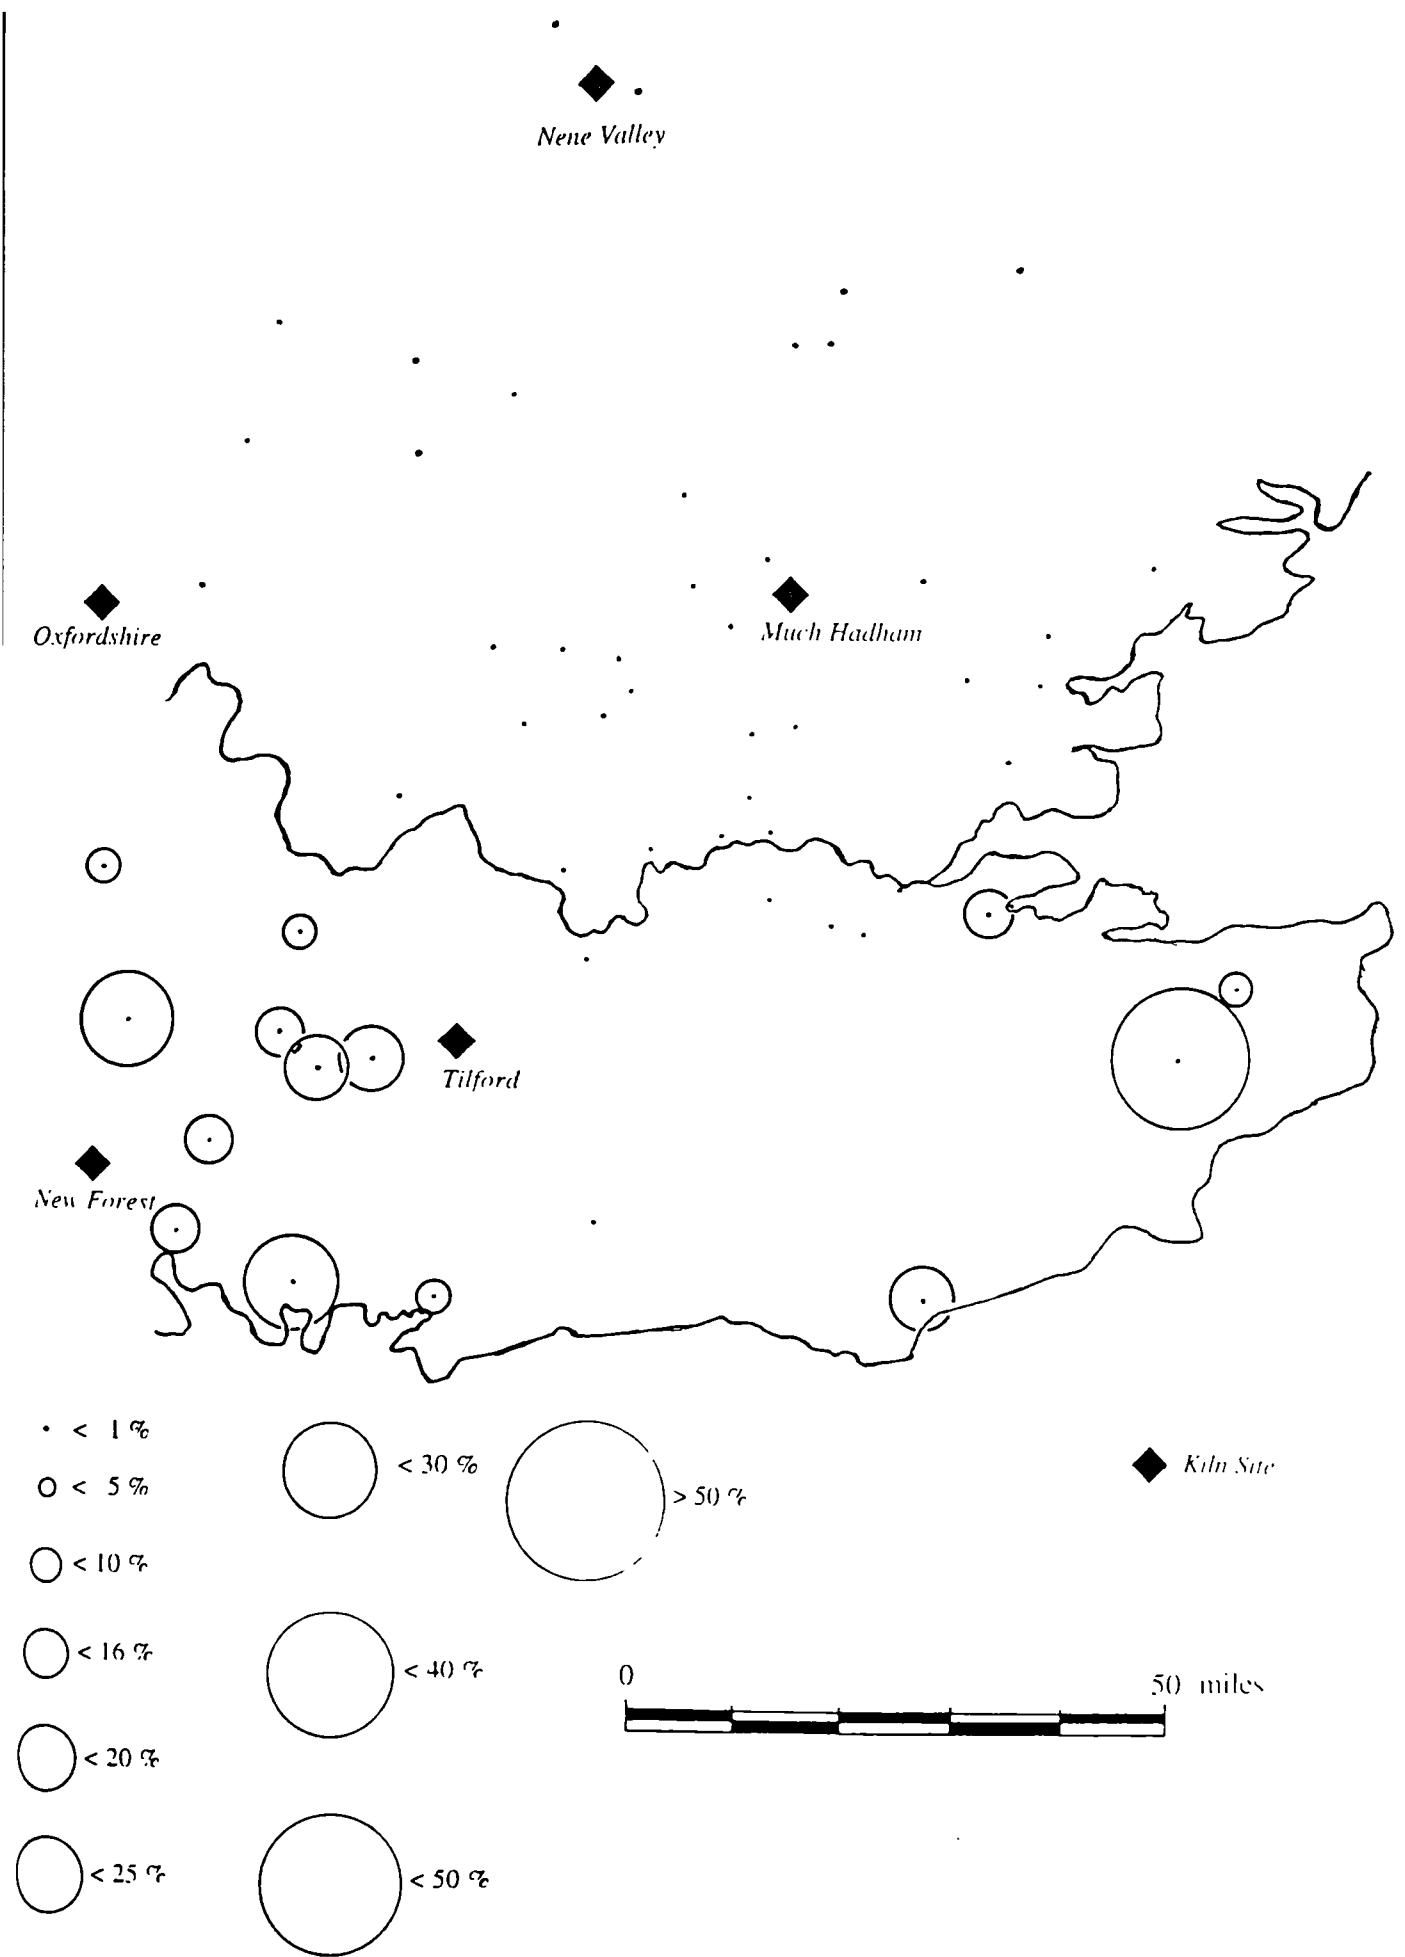 Nene Valley
Oxfordshire
Much Hadham
Tilford
New Forest
< 1 %
< 5 %
< 10 %
< 16 %
< 20 %
< 25 %
< 30 %
< 40 %
< 50 %
> 50 %
Kiln Site
0 50 miles